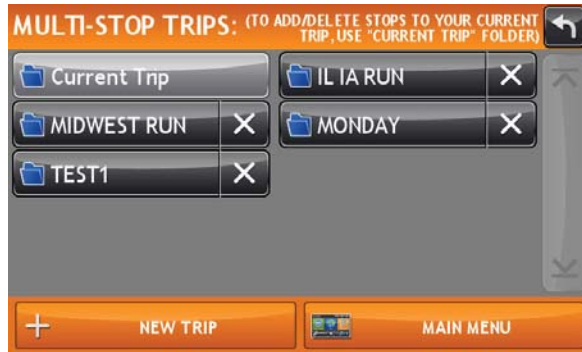 MULTI-STOP TRIPS: (TO ADD/DELETE STOPS TO YOUR CURRENT
TRIP, USE "CURRENT TRIP" FOLDER)
Current Trip
IL IA RUN
MIDWEST RUN
MONDAY
TEST1
NEW TRIP
MAIN MENU